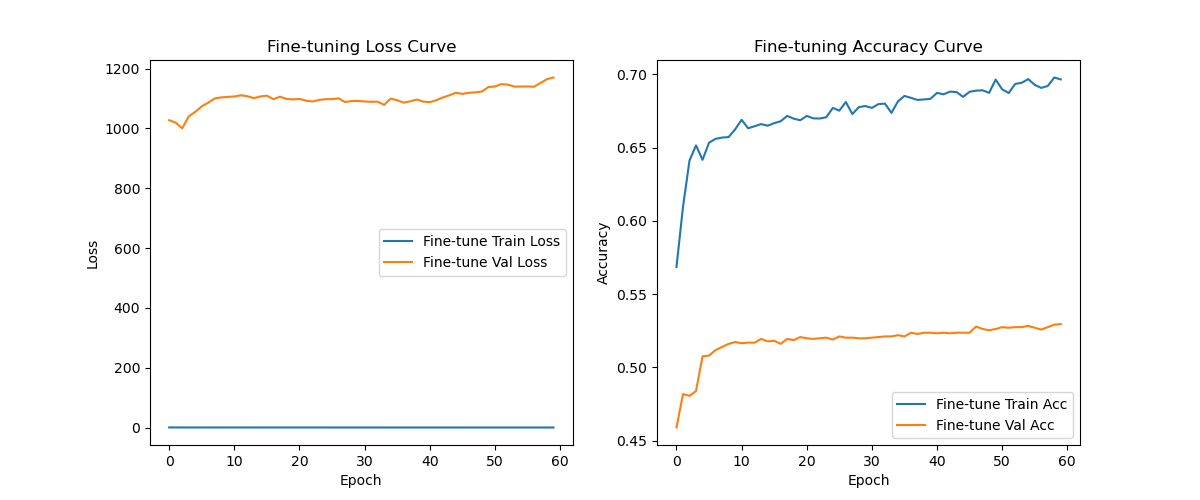 Fine-tuning Loss Curve
1200
1000
800
600
400
200
0
Loss
Fine-tune Train Loss
Fine-tune Val Loss
0 10 20 30 40 50 60
Epoch
Fine-tuning Accuracy Curve
0.70
0.65
0.60
0.55
0.50
0.45
Accuracy
Fine-tune Train Acc
Fine-tune Val Acc
0 10 20 30 40 50 60
Epoch